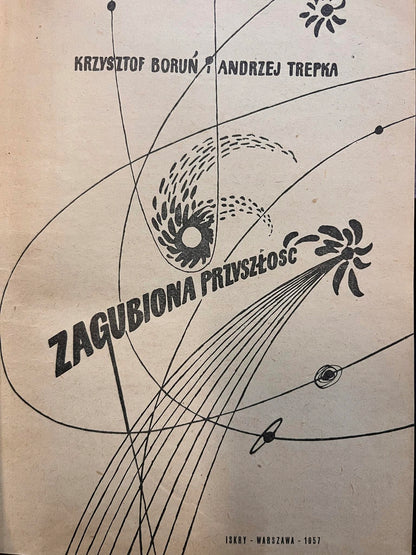 KRZYSZTOF BORUŃ i ANDRZEJ TREPKA
ZAGUBIONA PRZYSZŁOŚĆ
ISKRY - WARSZAWA - 1957